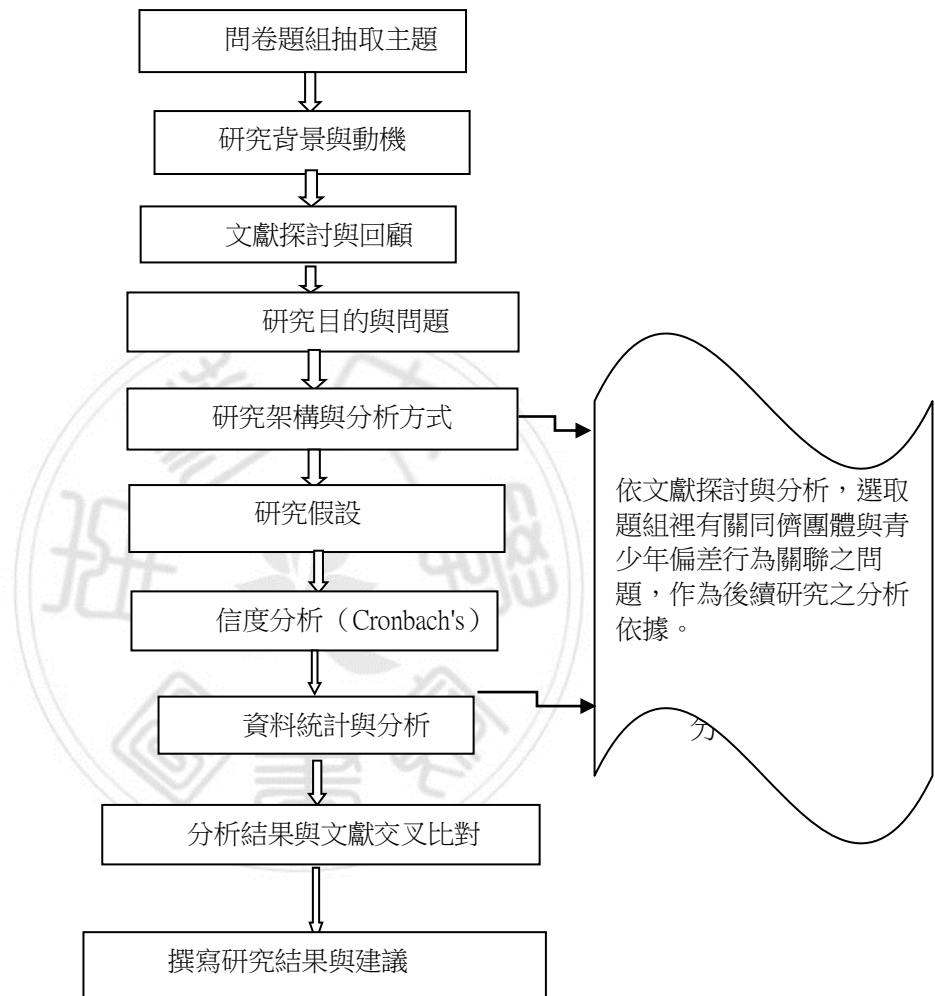 問卷題組抽取主題
研究背景與動機
文獻探討與回顧
研究目的與問題
研究架構與分析方式
研究假設
信度分析（Cronbach's）
資料統計與分析
分析結果與文獻交叉比對
撰寫研究結果與建議
依文獻探討與分析，選取
題組裡有關同儕團體與青
少年偏差行為關聯之問
題，作為後續研究之分析
依據。
分